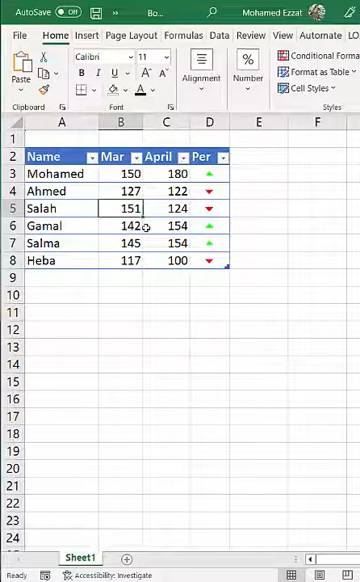 AutoSave Off » Bo... Mohamed Ezzat
File Home Insert Page Layout Formulas Data Review View Automate
Calibri 11
Paste B I U A^ A˅ Alignment Number % Conditional Forma
Format as Table
Cell Styles
Clipboard Font Styles
A B C D E F
1
2 Name Mar April Per
3 Mohamed 150 180
4 Ahmed 127 122
5 Salah 151 124
6 Gamal 142 154
7 Salma 145 154
8 Heba 117 100
9
10
11
12
13
14
15
16
17
18
19
20
21
22
23
24
Sheet1
Ready Accessibility: Investigate